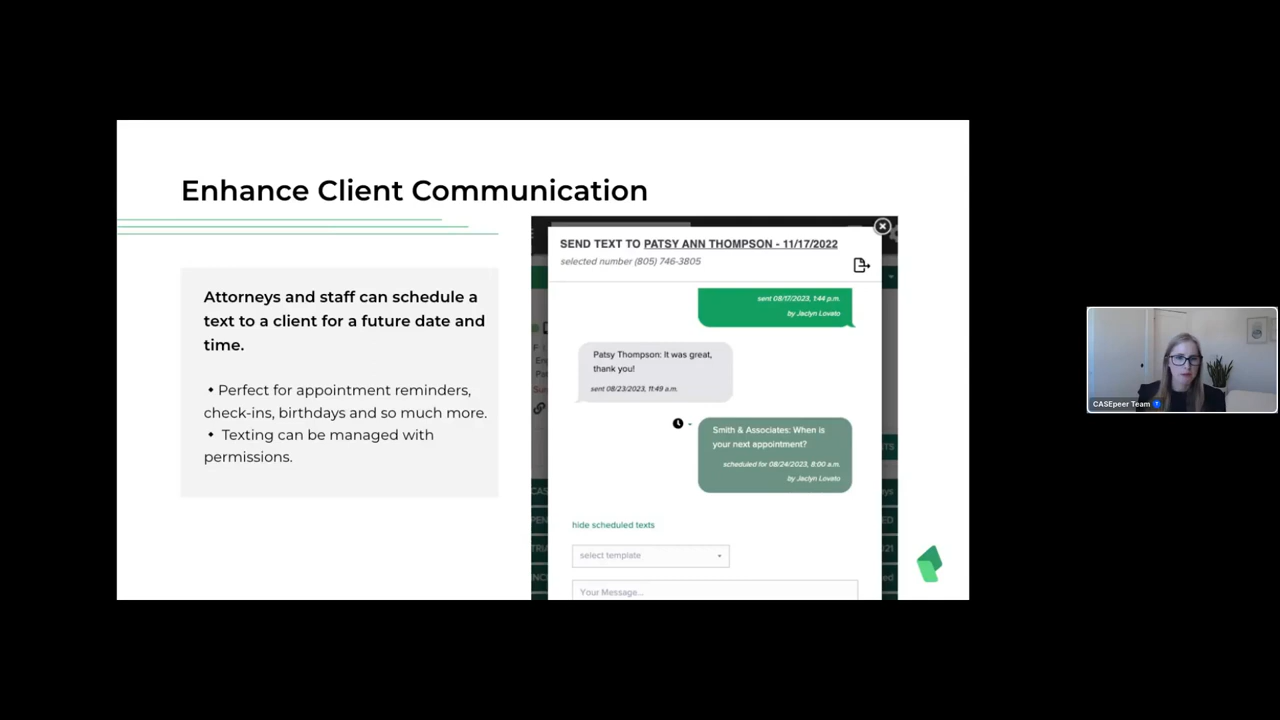 Enhance Client Communication
Attorneys and staff can schedule a
text to a client for a future date and
time.
• Perfect for appointment reminders,
check-ins, birthdays and so much more.
• Texting can be managed with
permissions.
SEND TEXT TO PATSY ANN THOMPSON - 11/17/2022
selected number (805) 746-3805
sent 08/17/2023, 1:44 p.m.
by Jaclyn Lovato
Patsy Thompson: It was great,
thank you!
sent 08/23/2023, 11:49 a.m.
Smith & Associates: When is
your next appointment?
scheduled for 08/24/2023, 8:00 a.m.
by Jaclyn Lovato
hide scheduled texts
select template
Your Message...
CASEpeer Team